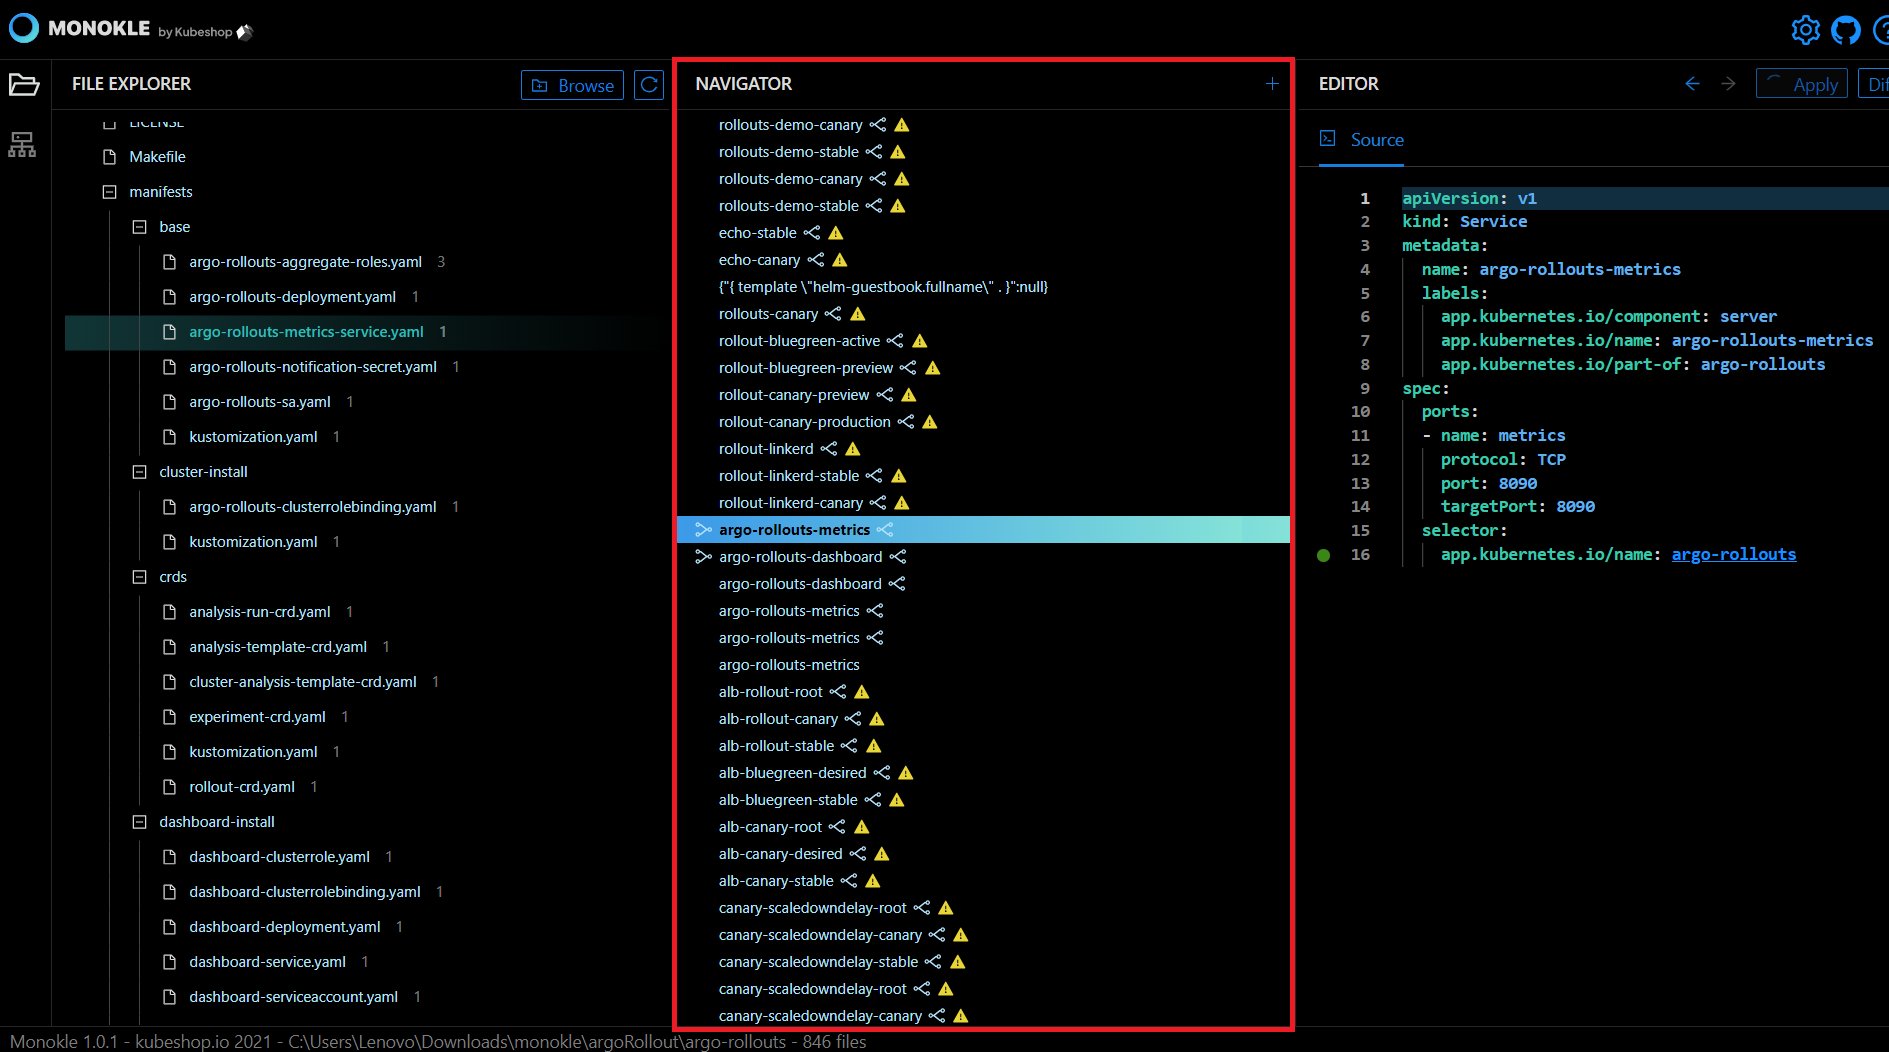 MONOKLE by Kubeshop
FILE EXPLORER
Browse
LICENSE
Makefile
manifests
base
argo-rollouts-aggregate-roles.yaml 3
argo-rollouts-deployment.yaml 1
argo-rollouts-metrics-service.yaml 1
argo-rollouts-notification-secret.yaml 1
argo-rollouts-sa.yaml 1
kustomization.yaml 1
cluster-install
argo-rollouts-clusterrolebinding.yaml 1
kustomization.yaml 1
crds
analysis-run-crd.yaml 1
analysis-template-crd.yaml 1
cluster-analysis-template-crd.yaml 1
experiment-crd.yaml 1
kustomization.yaml 1
rollout-crd.yaml 1
dashboard-install
dashboard-clusterrole.yaml 1
dashboard-clusterrolebinding.yaml 1
dashboard-deployment.yaml 1
dashboard-service.yaml 1
dashboard-serviceaccount.yaml 1
NAVIGATOR
rollouts-demo-canary
rollouts-demo-stable
rollouts-demo-canary
rollouts-demo-stable
echo-stable
echo-canary
{"{ template \"helm-guestbook.fullname\" . }":null}
rollouts-canary
rollout-bluegreen-active
rollout-bluegreen-preview
rollout-canary-preview
rollout-canary-production
rollout-linkerd
rollout-linkerd-stable
rollout-linkerd-canary
argo-rollouts-metrics
argo-rollouts-dashboard
argo-rollouts-dashboard
argo-rollouts-metrics
argo-rollouts-metrics
argo-rollouts-metrics
alb-rollout-root
alb-rollout-canary
alb-rollout-stable
alb-bluegreen-desired
alb-bluegreen-stable
alb-canary-root
alb-canary-desired
alb-canary-stable
canary-scaledowndelay-root
canary-scaledowndelay-canary
canary-scaledowndelay-stable
canary-scaledowndelay-root
canary-scaledowndelay-canary
EDITOR
Apply
Dif
Source
1 apiVersion: v1
2 kind: Service
3 metadata:
4 name: argo-rollouts-metrics
5 labels:
6 app.kubernetes.io/component: server
7 app.kubernetes.io/name: argo-rollouts-metrics
8 app.kubernetes.io/part-of: argo-rollouts
9 spec:
10 ports:
11 - name: metrics
12 protocol: TCP
13 port: 8090
14 targetPort: 8090
15 selector:
16 app.kubernetes.io/name: argo-rollouts
Monokle 1.0.1 - kubeshop.io 2021 - C:\Users\Lenovo\Downloads\monokle\argoRollout\argo-rollouts - 846 files